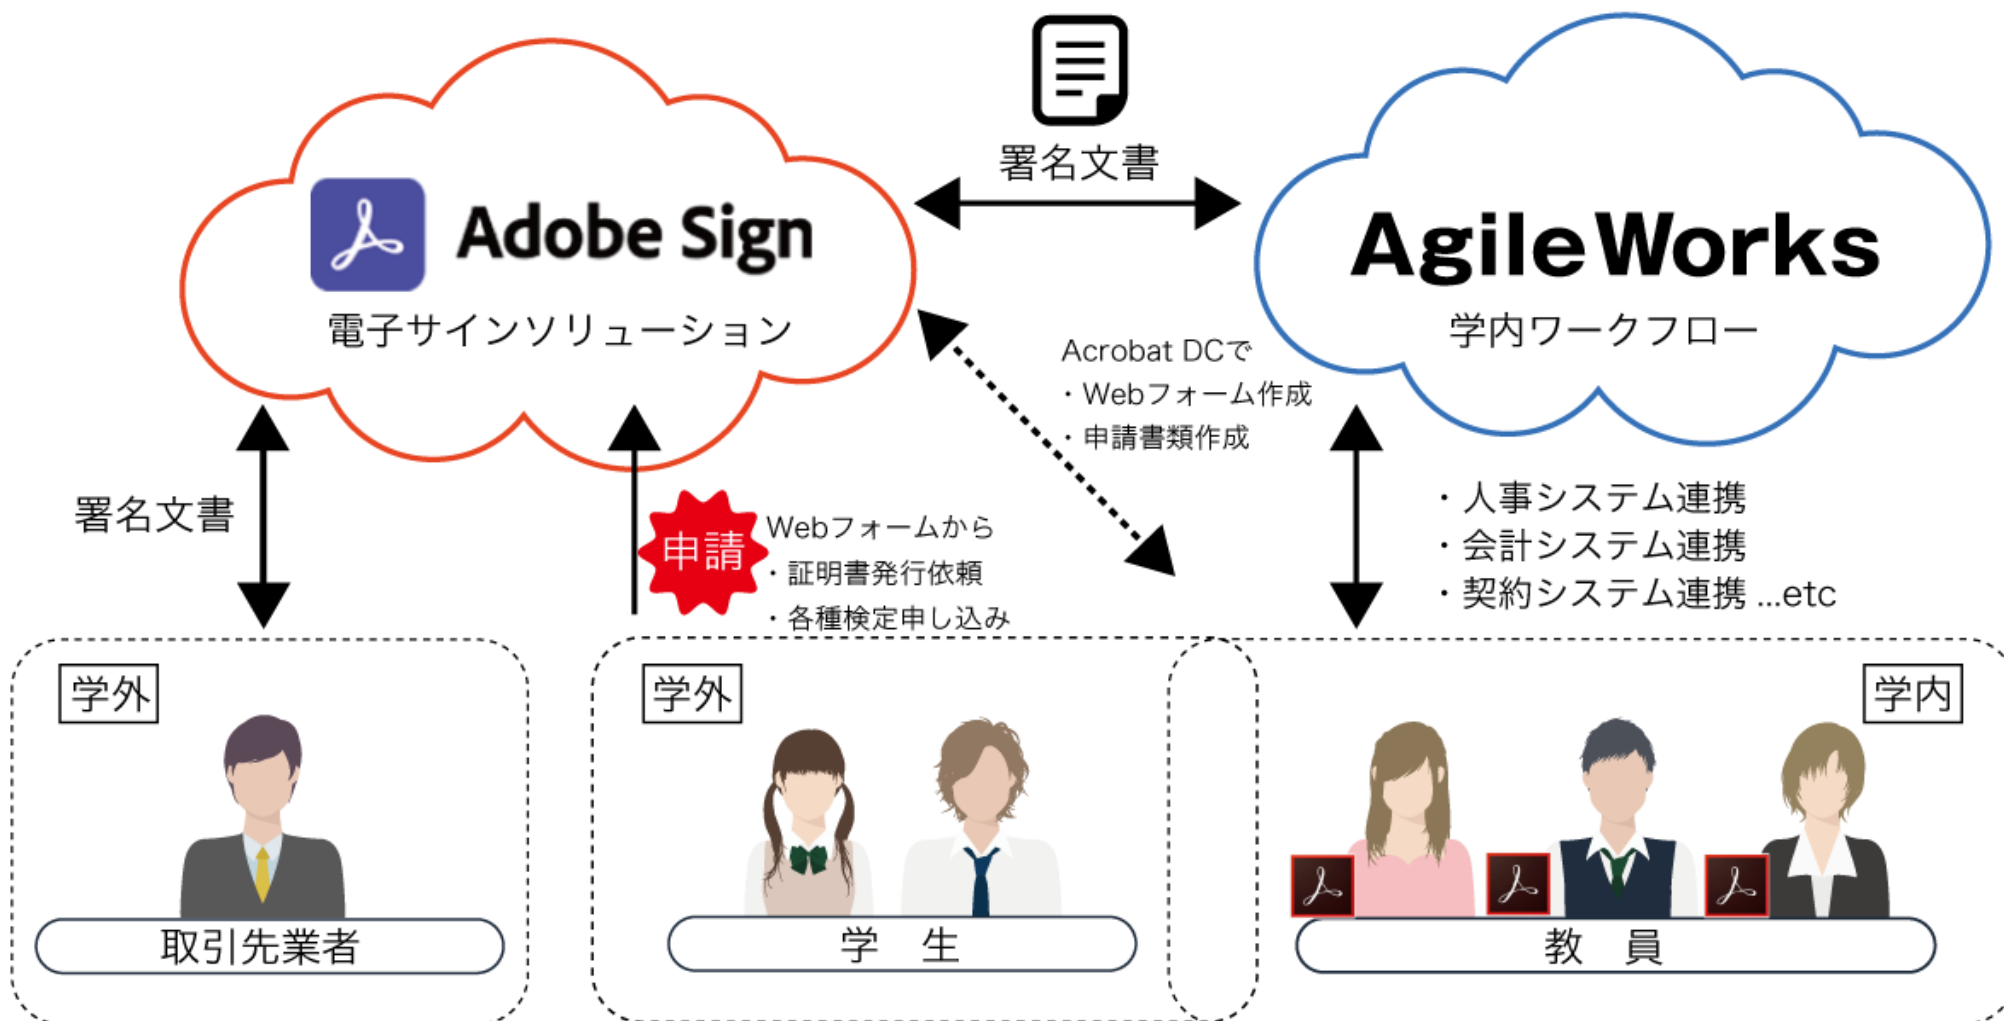 署名文書
Adobe Sign
電子サインソリューション
AgileWorks
学内ワークフロー
Acrobat DCで
・Webフォーム作成
・申請書類作成
署名文書
申請
Webフォームから
・証明書発行依頼
・各種検定申し込み
・人事システム連携
・会計システム連携
・契約システム連携 ...etc
学外
取引先業者
学外
学　生
学内
教　員